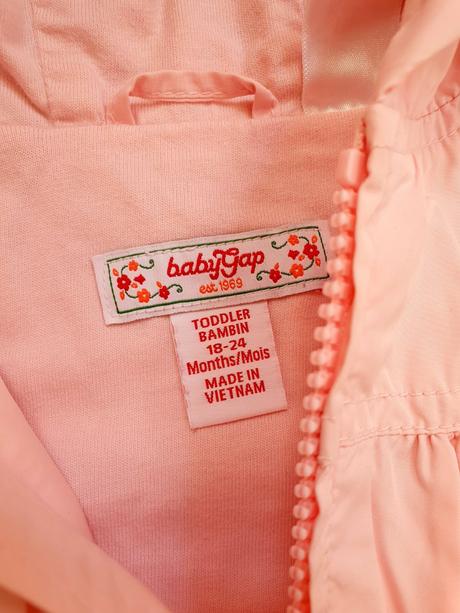 babyGap
est 1969
TODDLER
BAMBIN
18-24
Months/Mois
MADE IN
VIETNAM